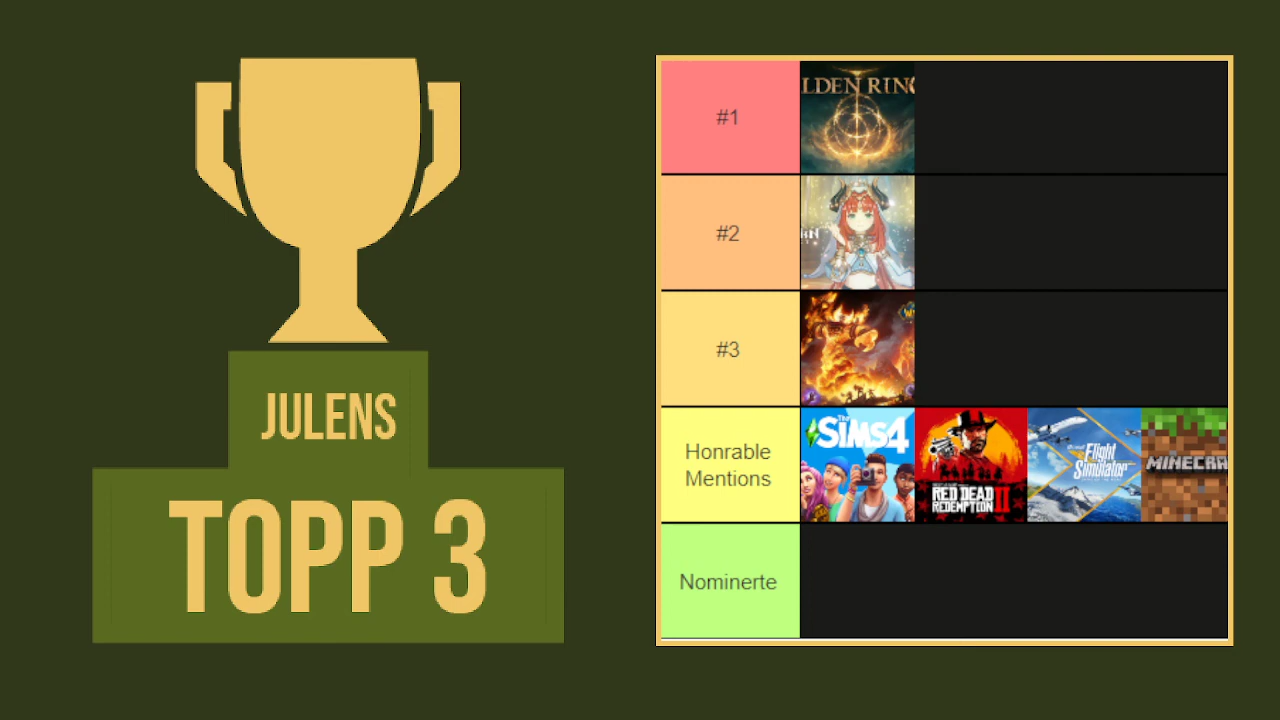 JULENS
TOPP 3
#1
LDEN RING
#2
#3
Honrable
Mentions
The
SIMS4
RED DEAD
REDEMPTION II
Flight
Simulator
MINECRA
Nominerte